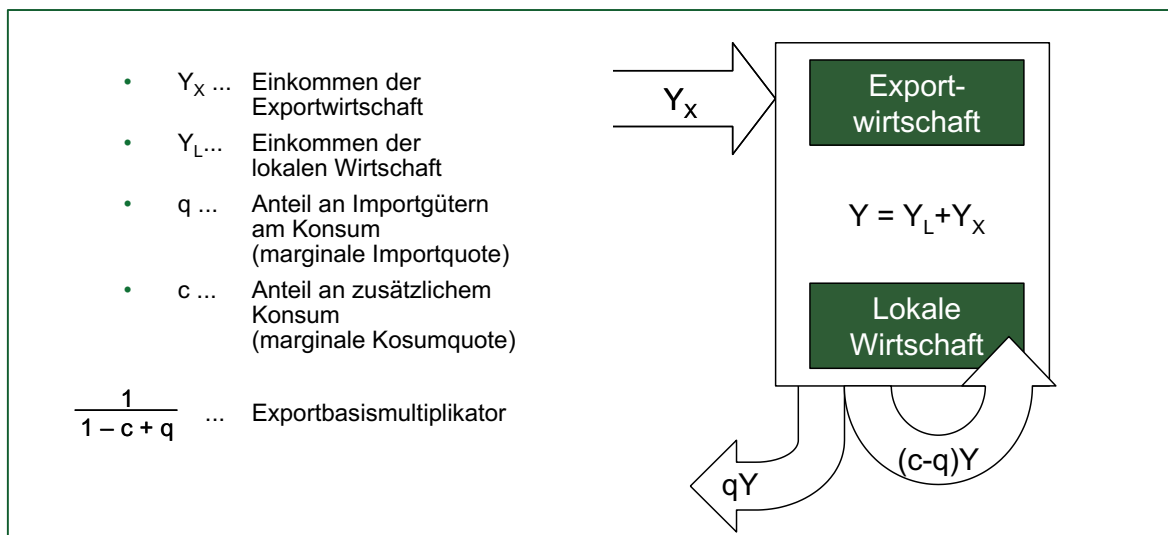 • Y_X ... Einkommen der
Exportwirtschaft
• Y_L... Einkommen der
lokalen Wirtschaft
• q ... Anteil an Importgütern
am Konsum
(marginale Importquote)
• c ... Anteil an zusätzlichem
Konsum
(marginale Kosumquote)
1
1 – c + q
... Exportbasismultiplikator
Y_X
Export-
wirtschaft
Y = Y_L+Y_X
Lokale
Wirtschaft
(c-q)Y
qY